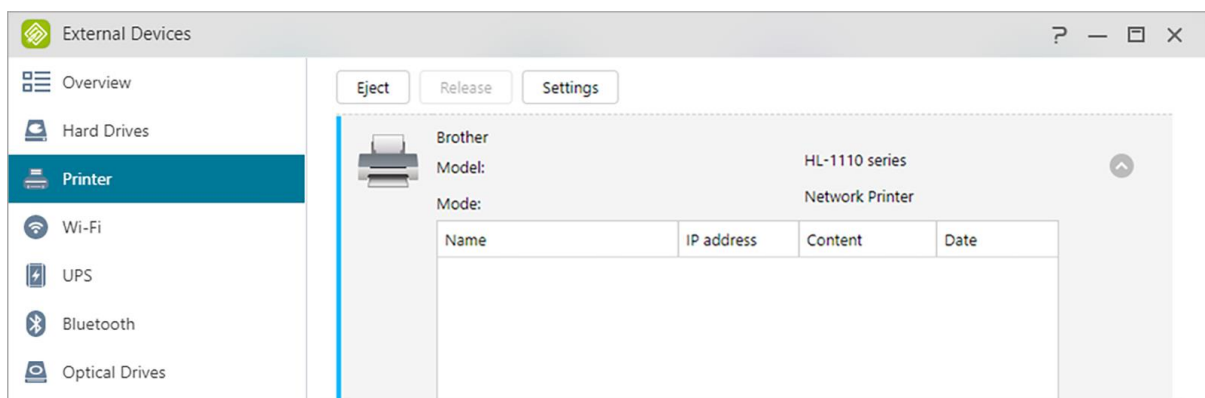 External Devices
Overview
Hard Drives
Printer
Wi-Fi
UPS
Bluetooth
Optical Drives
Eject Release Settings
Brother
Model: HL-1110 series
Mode: Network Printer
Name IP address Content Date